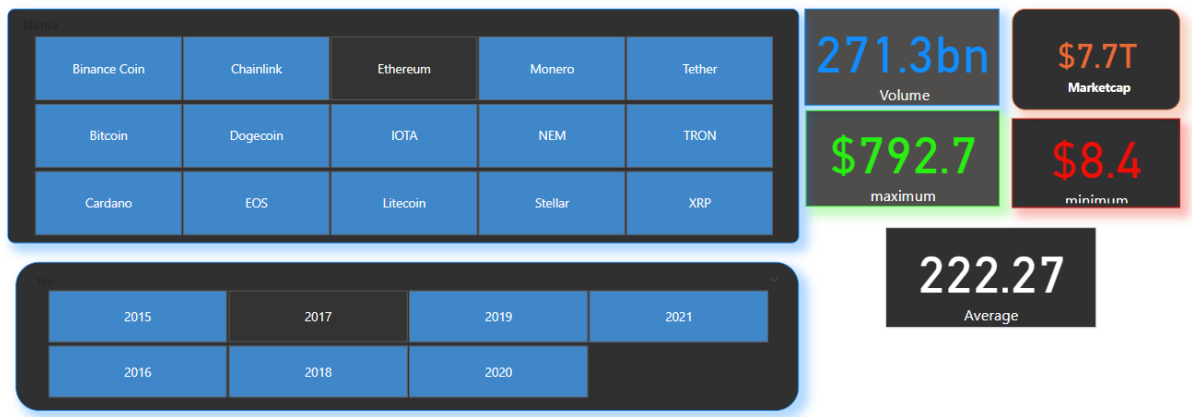 Name
Binance Coin
Chainlink
Ethereum
Monero
Tether
Bitcoin
Dogecoin
IOTA
NEM
TRON
Cardano
EOS
Litecoin
Stellar
XRP
Year
2015
2017
2019
2021
2016
2018
2020
271.3bn
Volume
$7.7T
Marketcap
$792.7
maximum
$8.4
minimum
222.27
Average